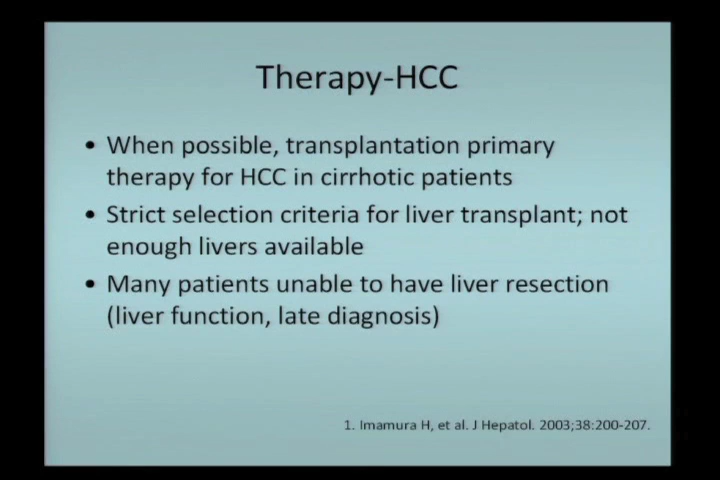 Therapy-HCC
• When possible, transplantation primary
therapy for HCC in cirrhotic patients
• Strict selection criteria for liver transplant; not
enough livers available
• Many patients unable to have liver resection
(liver function, late diagnosis)
1. Imamura H, et al. J Hepatol. 2003;38:200-207.